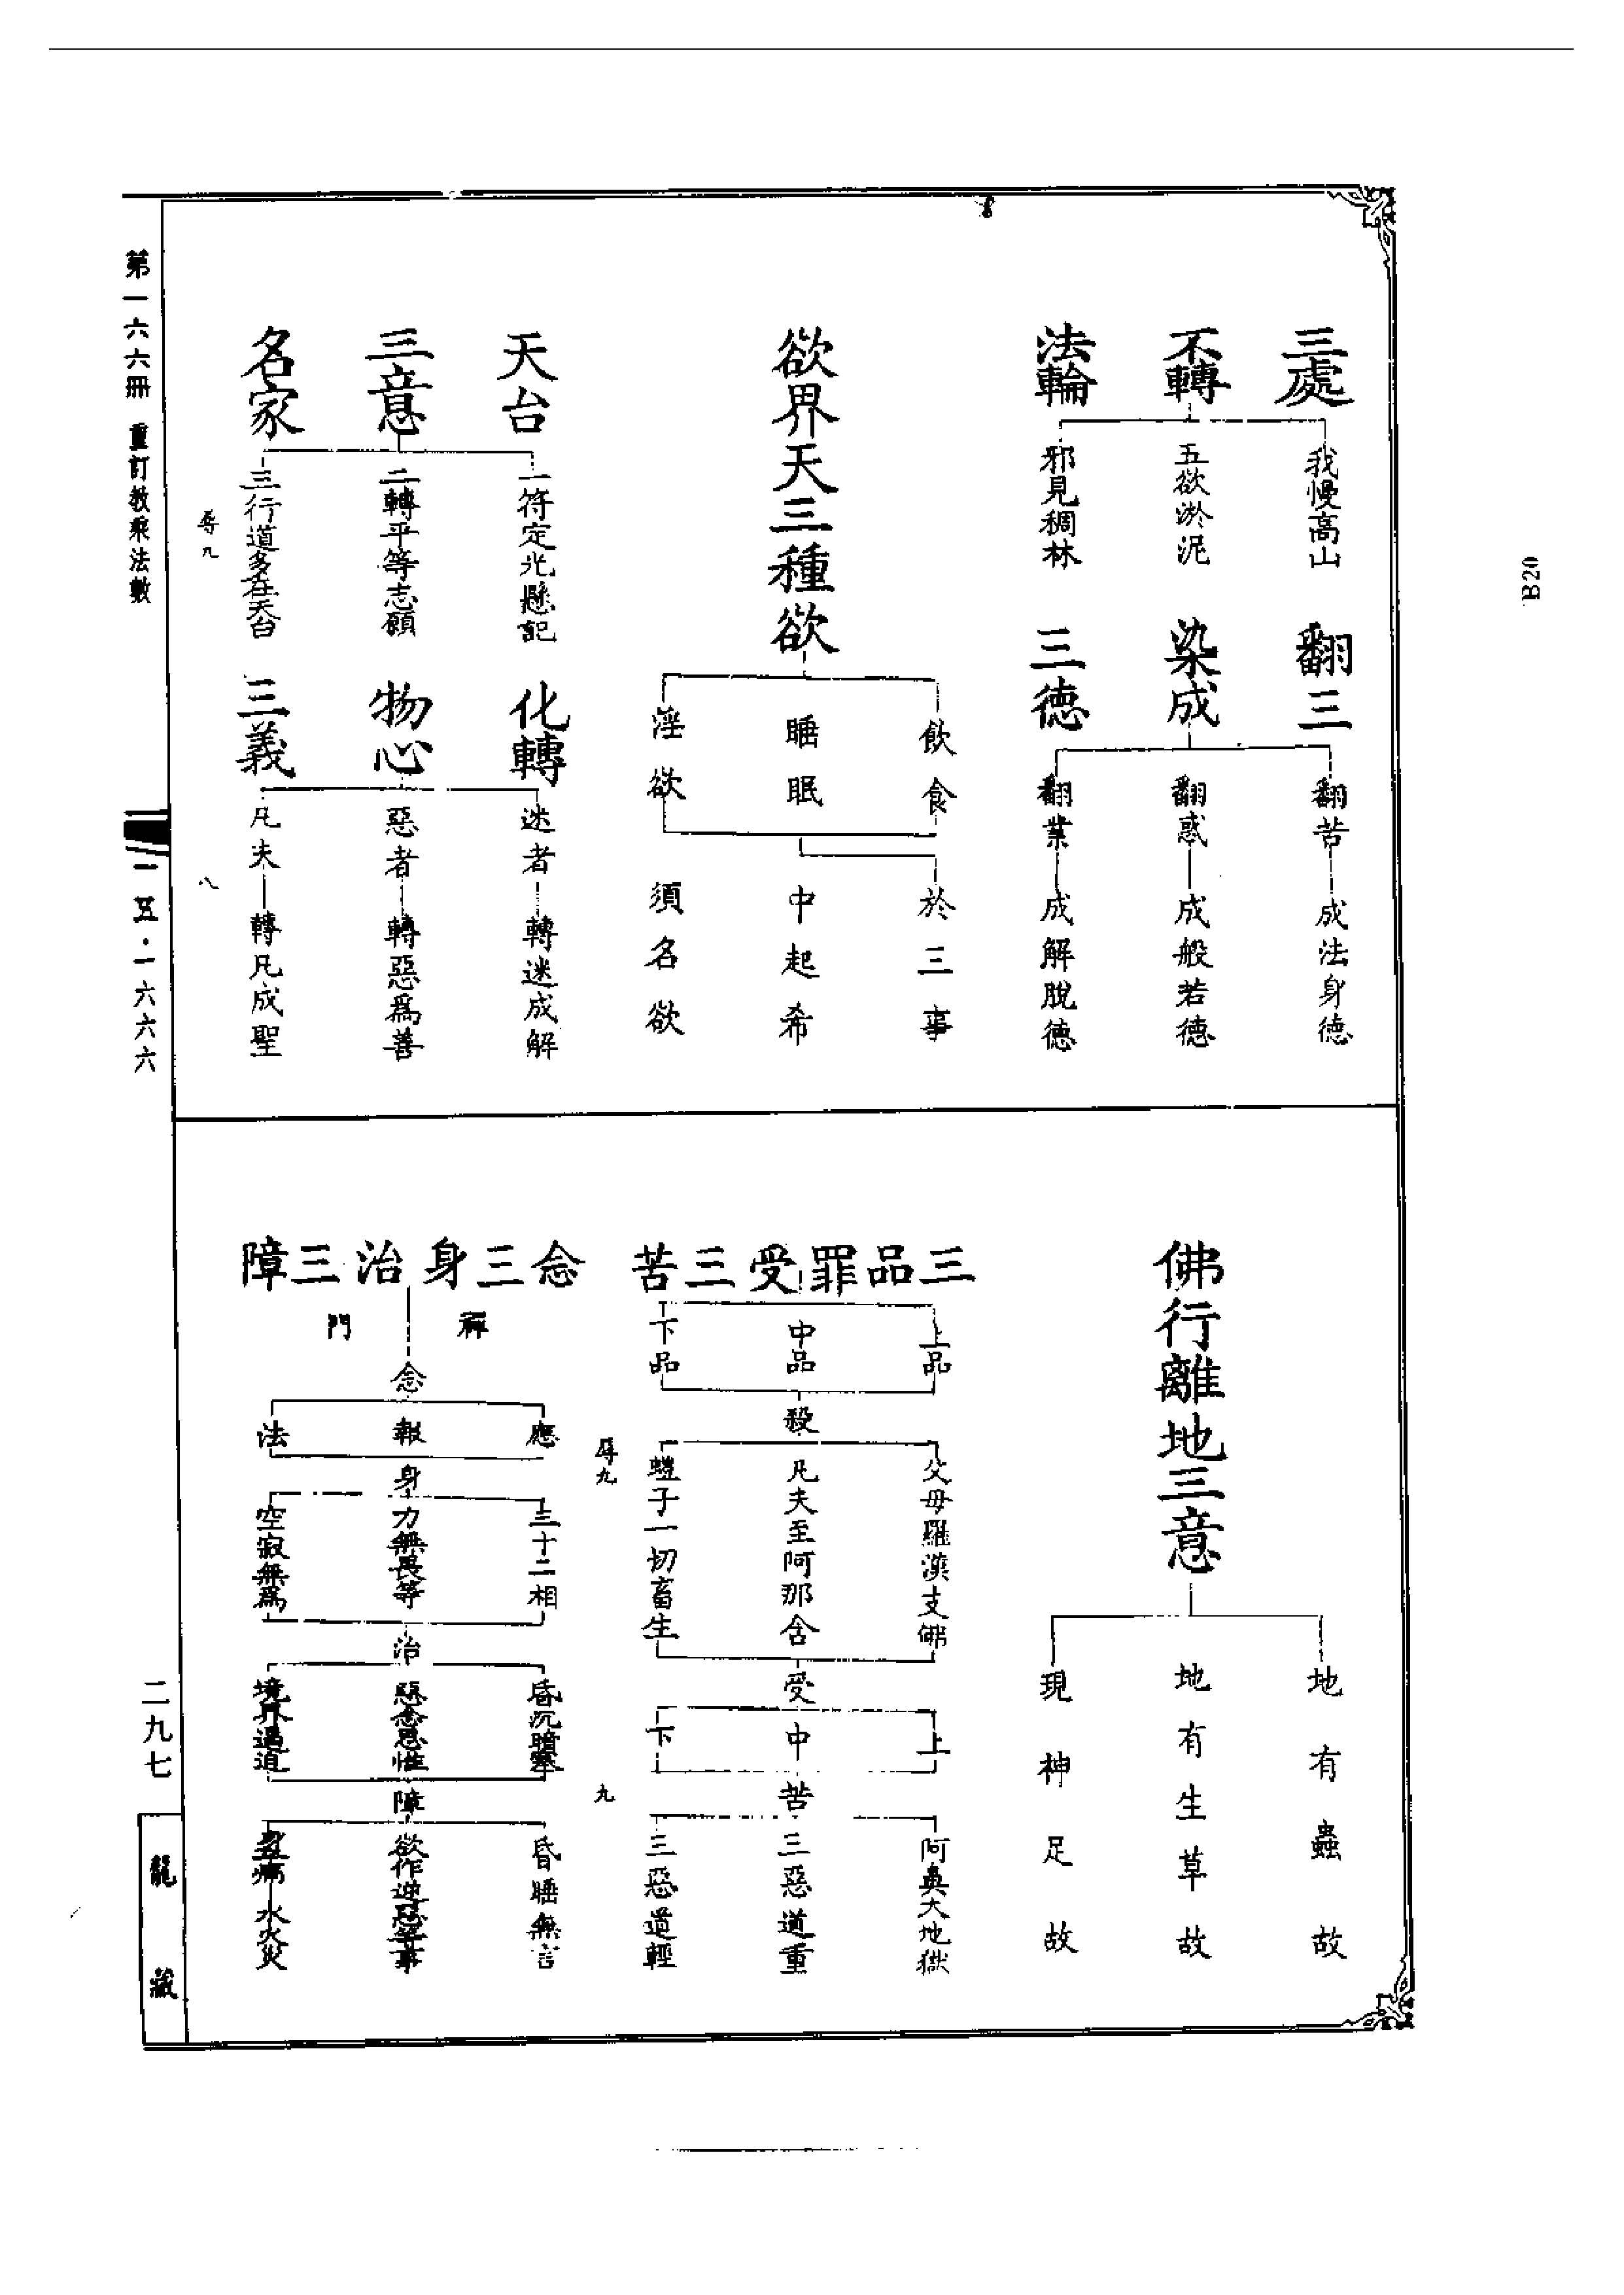 三處
不轉
法輪
我慢高山
五欲淤泥
邪見稠林
翻三
染成
三德
翻苦
成法身德
翻惑
成般若德
翻業
成解脫德
欲界天三種欲
飲食
睡眠
淫欲
於三事
中起希
須名欲
天台
三意
名家
一符定光懸記
二轉平等志願
三行道多在天台
化轉
物心
三義
迷者
轉迷成解
惡者
轉惡爲善
凡夫
轉凡成聖
佛行離地三意
地有蟲故
地有生草故
現神足故
三品罪受三苦
上品
中品
下品
殺
父母羅漢支佛
凡夫至阿那含
螘子一切畜生
受
上
中
下
苦
阿鼻大地獄
三惡道重
三惡道輕
念三身治三障
禪門
念
應
報
法
身
三十二相
力無畏等
空寂無爲
治
昏沉暗塞
惡念思惟
境界逼迫
障
昏睡無言
欲作逆惡等事
身痛水火災
第一六六冊 重訂教乘法數
一五·一六六六
二九七
龍藏
九
八
九
B20